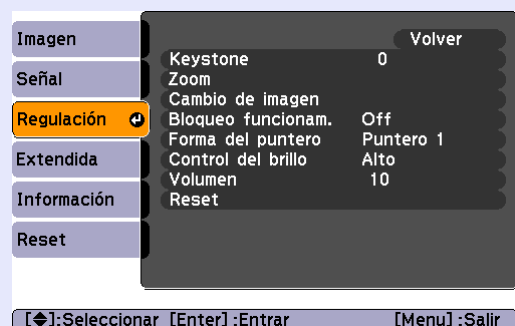 Imagen
Señal
Regulación
Extendida
Información
Reset
Volver
Keystone 0
Zoom
Cambio de imagen
Bloqueo funcionam. Off
Forma del puntero Puntero 1
Control del brillo Alto
Volumen 10
Reset
[◆]:Seleccionar [Enter] :Entrar [Menu] :Salir